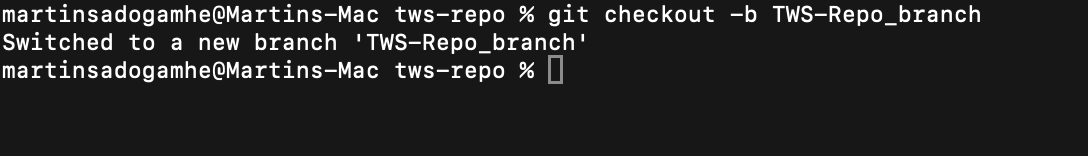 martinsadogamhe@Martins-Mac tws-repo % git checkout -b TWS-Repo_branch
Switched to a new branch 'TWS-Repo_branch'
martinsadogamhe@Martins-Mac tws-repo %